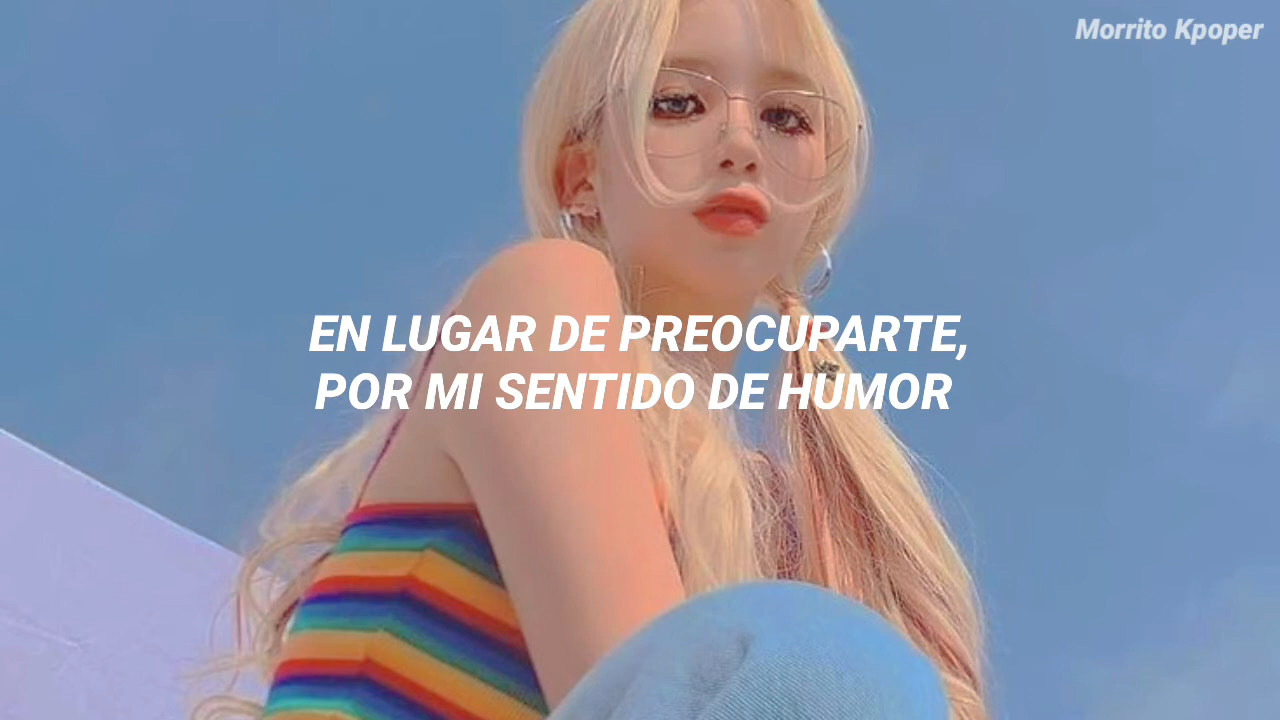 Morrito Kpoper
EN LUGAR DE PREOCUPARTE,
POR MI SENTIDO DE HUMOR